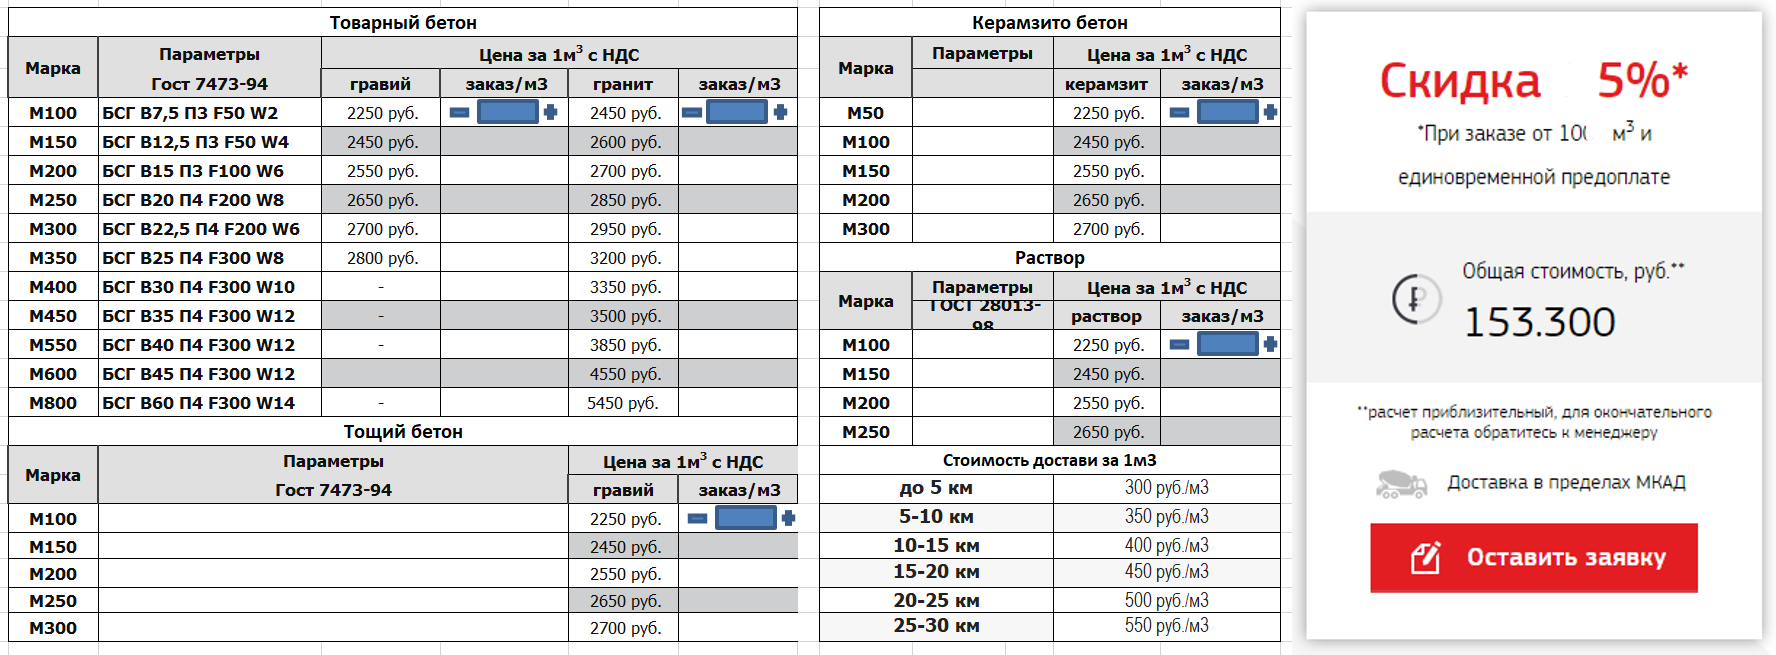 Товарный бетон
Марка Параметры Цена за 1м3 с НДС
Гост 7473-94 гравий заказ/м3 гранит заказ/м3
М100 БСГ В7,5 П3 F50 W2 2250 руб. 2450 руб.
М150 БСГ В12,5 П3 F50 W4 2450 руб. 2600 руб.
М200 БСГ В15 П3 F100 W6 2550 руб. 2700 руб.
М250 БСГ В20 П4 F200 W8 2650 руб. 2850 руб.
М300 БСГ В22,5 П4 F200 W6 2700 руб. 2950 руб.
М350 БСГ В25 П4 F300 W8 2800 руб. 3200 руб.
М400 БСГ В30 П4 F300 W10 - 3350 руб.
М450 БСГ В35 П4 F300 W12 - 3500 руб.
М550 БСГ В40 П4 F300 W12 - 3850 руб.
М600 БСГ В45 П4 F300 W12 4550 руб.
М800 БСГ В60 П4 F300 W14 - 5450 руб.
Тощий бетон
Марка Параметры Цена за 1м3 с НДС
Гост 7473-94 гравий заказ/м3
М100 2250 руб.
М150 2450 руб.
М200 2550 руб.
М250 2650 руб.
М300 2700 руб.
Керамзито бетон
Марка Параметры Цена за 1м3 с НДС
керамзит заказ/м3
М50 2250 руб.
М100 2450 руб.
М150 2550 руб.
М200 2650 руб.
М300 2700 руб.
Раствор
Марка Параметры Цена за 1м3 с НДС
ГОСТ 28013-
98 раствор заказ/м3
М100 2250 руб.
М150 2450 руб.
М200 2550 руб.
М250 2650 руб.
Стоимость достави за 1м3
до 5 км 300 руб./м3
5-10 км 350 руб./м3
10-15 км 400 руб./м3
15-20 км 450 руб./м3
20-25 км 500 руб./м3
25-30 км 550 руб./м3
Скидка 5%*
*При заказе от 100 м3 и
единовременной предоплате
Общая стоимость, руб.**
153.300
**расчет приблизительный, для окончательного
расчета обратитесь к менеджеру
Доставка в пределах МКАД
Оставить заявку